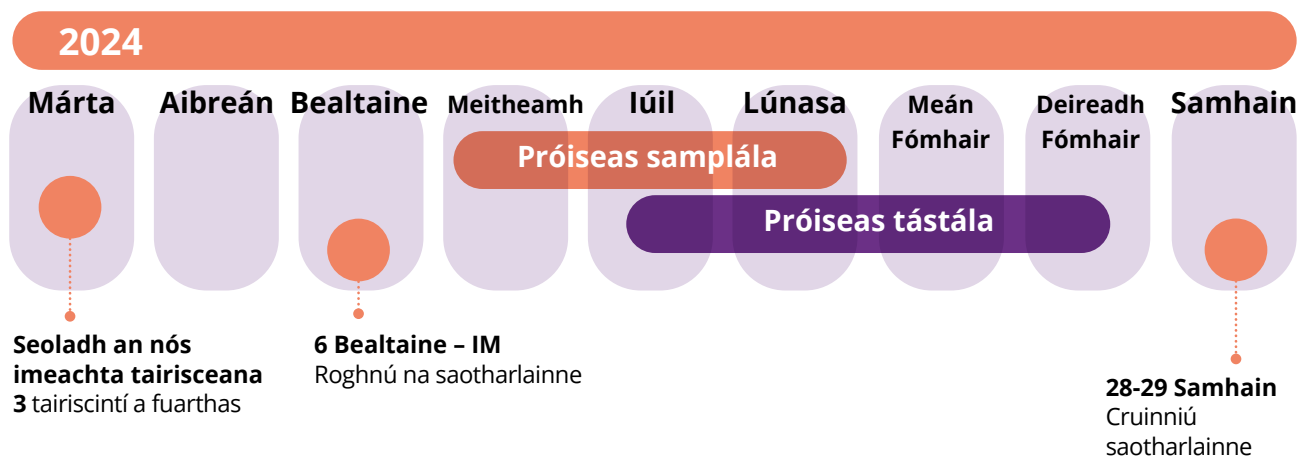 2024
Márta
Aibreán
Bealtaine
Meitheamh
Iúil
Lúnasa
Meán
Fómhair
Deireadh
Fómhair
Samhain
Próiseas samplála
Próiseas tástála
Seoladh an nós
imeachta tairisceana
3 tairiscintí a fuarthas
6 Bealtaine – IM
Roghnú na saotharlainne
28-29 Samhain
Cruinniú
saotharlainne